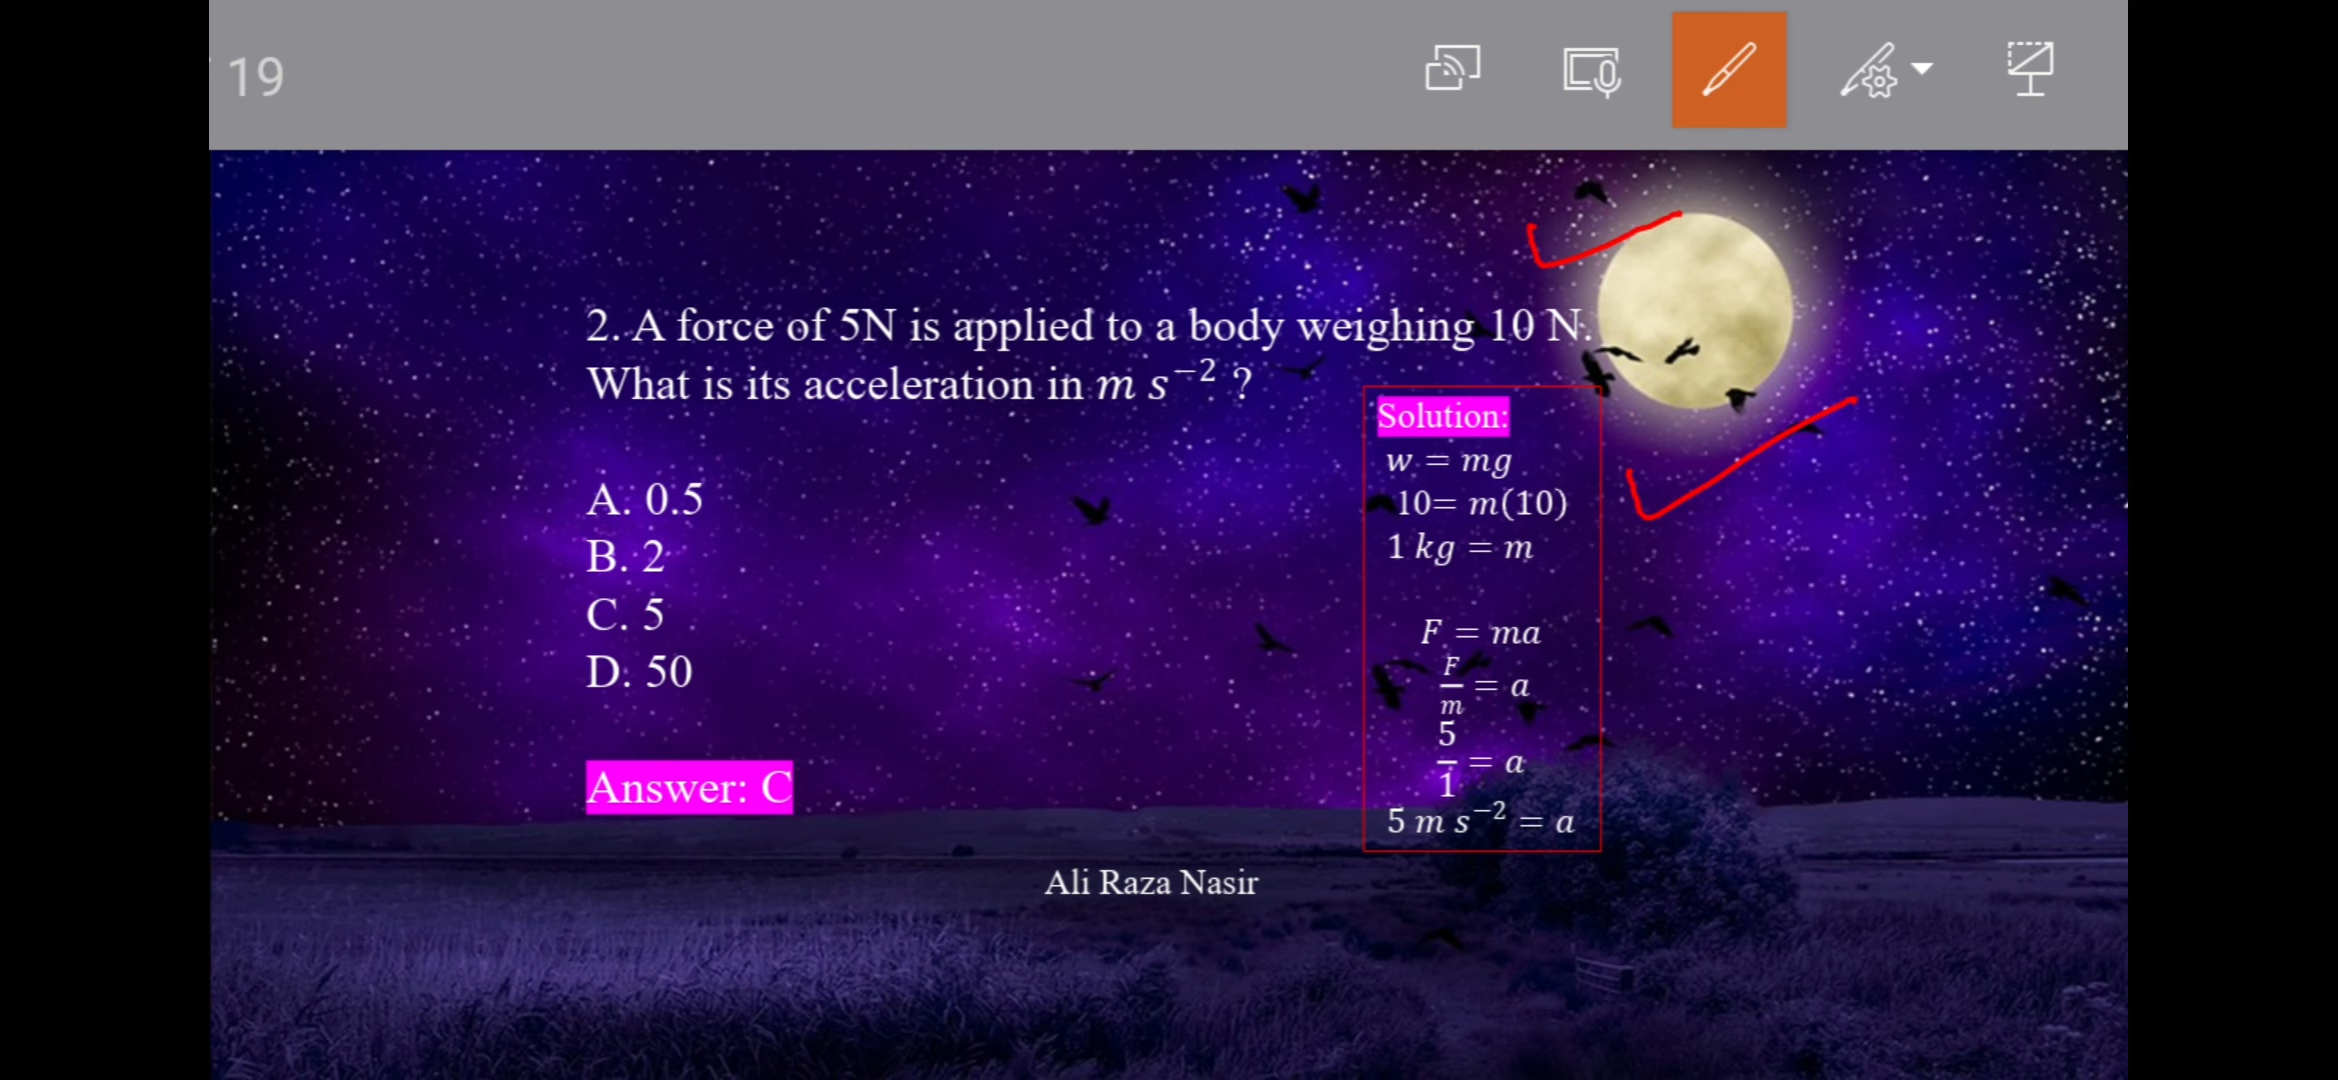 19
2. A force of 5N is applied to a body weighing 10 N.
What is its acceleration in m s⁻² ?
A. 0.5
B. 2
C. 5
D. 50
Answer: C
Solution:
w = mg
10= m(10)
1 kg = m
F = ma
F/m = a
5/1 = a
5 m s⁻² = a
Ali Raza Nasir